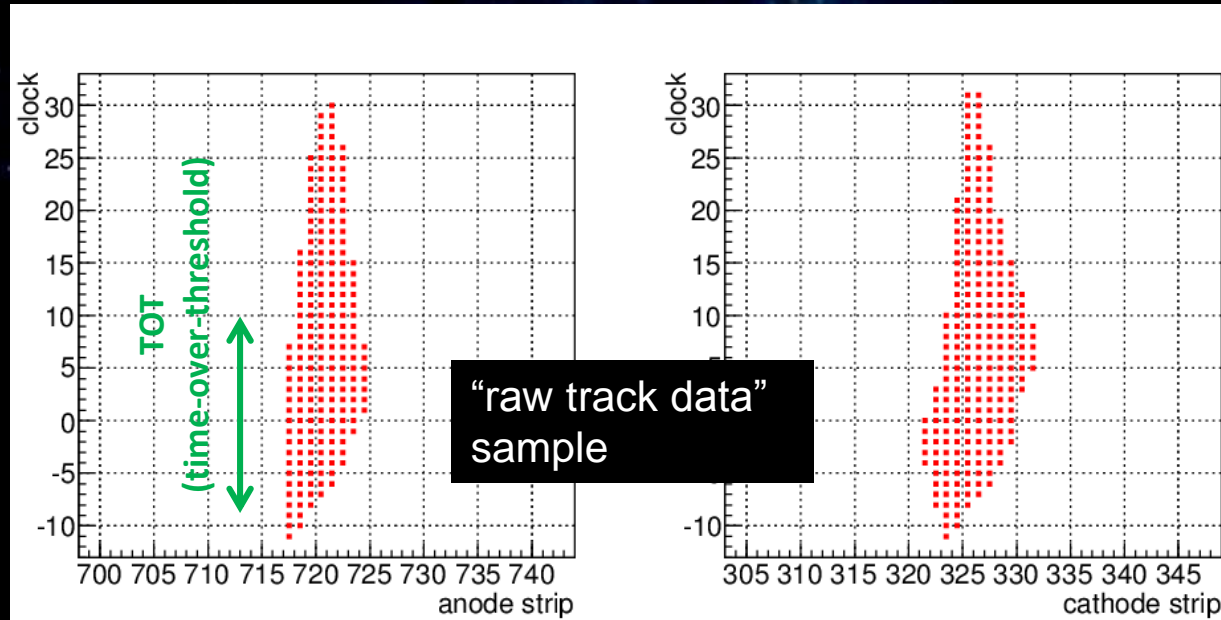 clock
30
25
20
15
10
5
0
-5
-10
700 705 710 715 720 725 730 735 740
anode strip
TOT
(time-over-threshold)
“raw track data”
sample
clock
30
25
20
15
10
0
-10
305 310 315 320 325 330 335 340 345
cathode strip